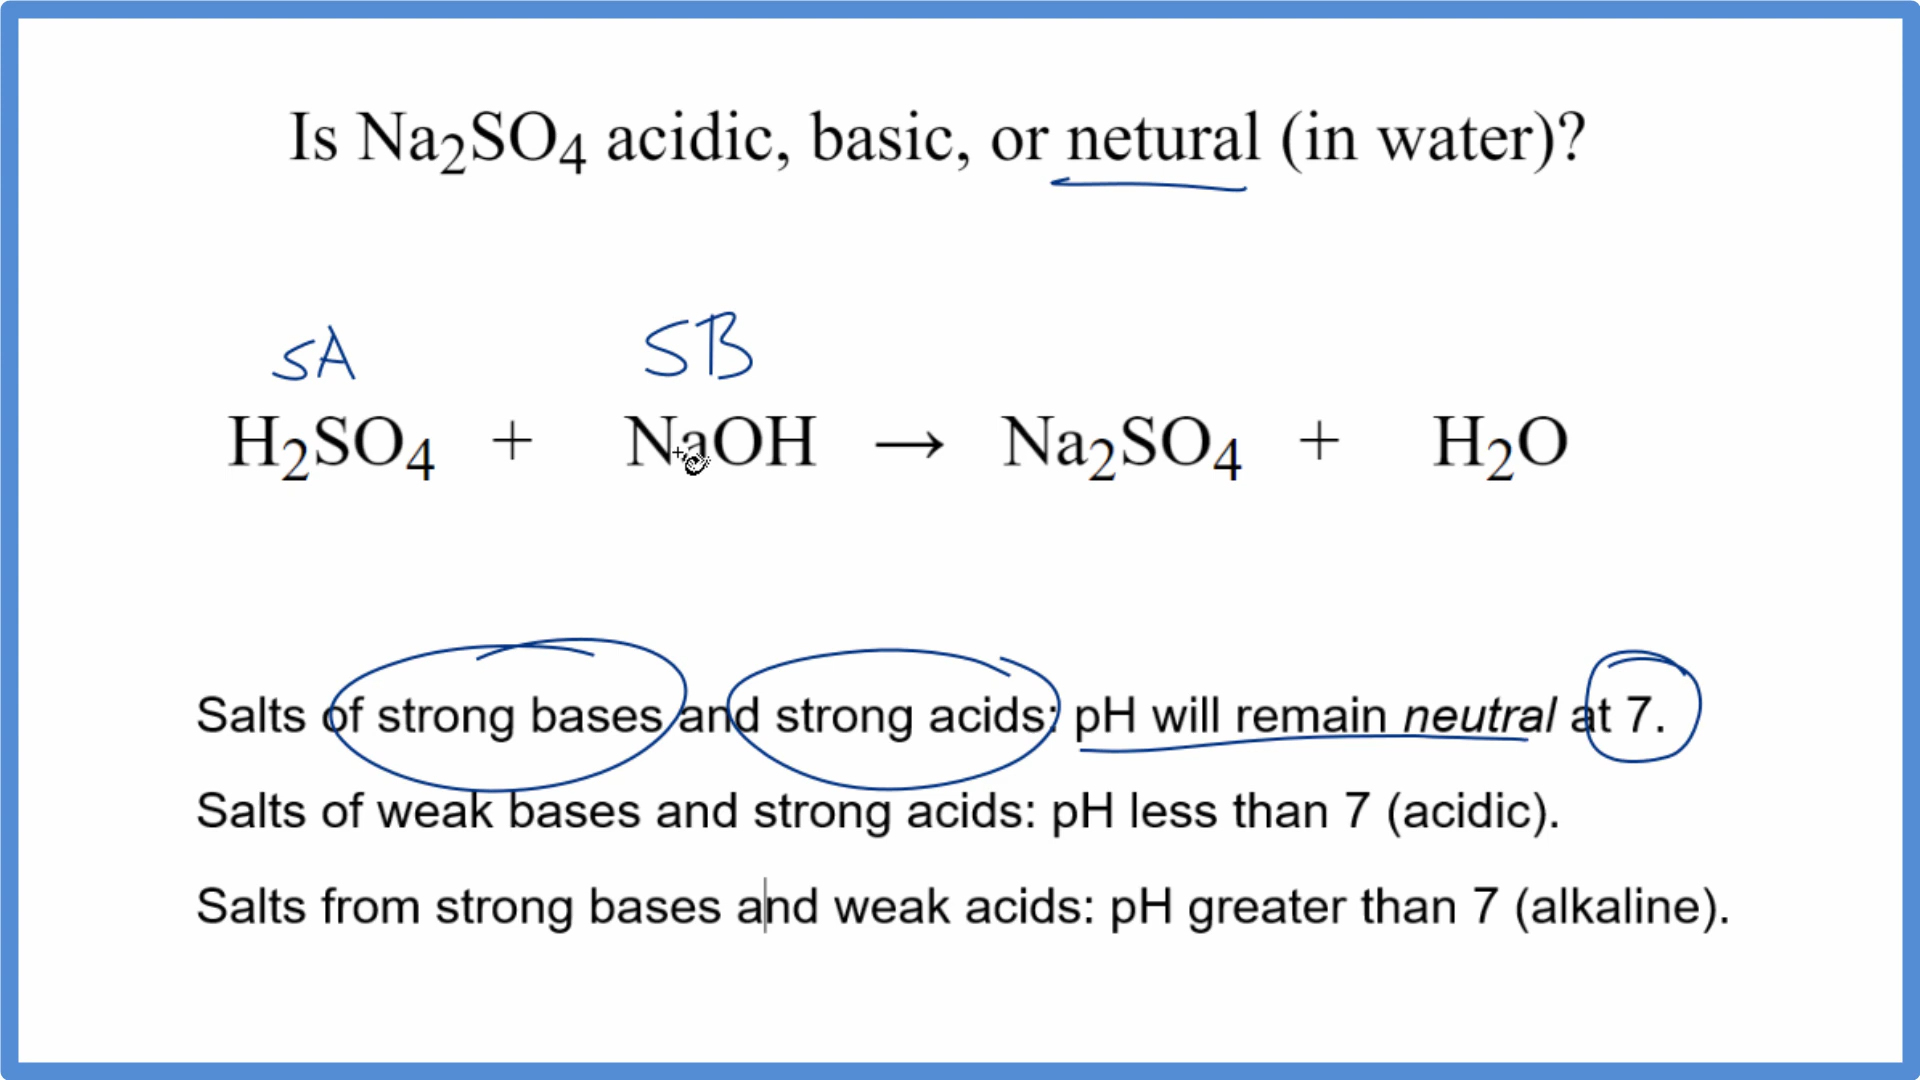 Is Na₂SO₄ acidic, basic, or netural (in water)?
SA SB
H₂SO₄ + NaOH → Na₂SO₄ + H₂O
Salts of strong bases and strong acids: pH will remain neutral at 7.
Salts of weak bases and strong acids: pH less than 7 (acidic).
Salts from strong bases and weak acids: pH greater than 7 (alkaline).